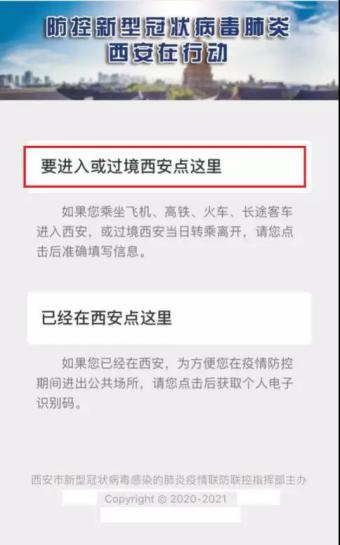 防控新型冠状病毒肺炎
西安在行动
要进入或过境西安点这里
如果您乘坐飞机、高铁、火车、长途客车
进入西安，或过境西安当日转乘离开，请您点
击后准确填写信息。
已经在西安点这里
如果您已经在西安，为方便您在疫情防控
期间进出公共场所，请您点击后获取个人电子
识别码。
西安市新型冠状病毒感染的肺炎疫情联防联控指挥部主办
Copyright © 2020-2021